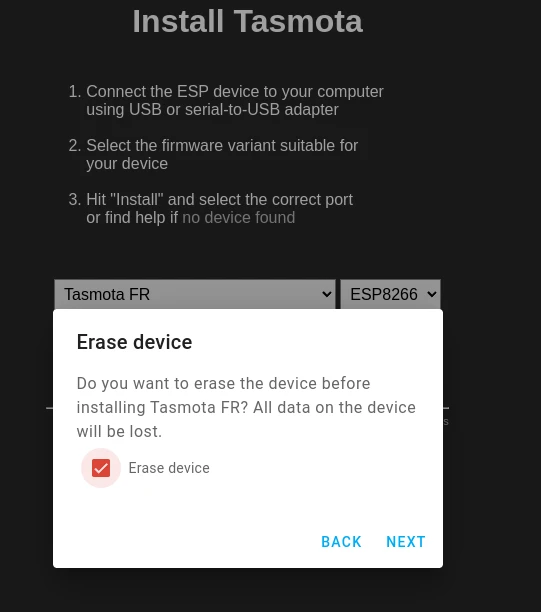 Install Tasmota
1. Connect the ESP device to your computer
using USB or serial-to-USB adapter
2. Select the firmware variant suitable for
your device
3. Hit "Install" and select the correct port
or find help if no device found
Tasmota FR
ESP8266
Erase device
Do you want to erase the device before
installing Tasmota FR? All data on the device
will be lost.
Erase device
BACK NEXT